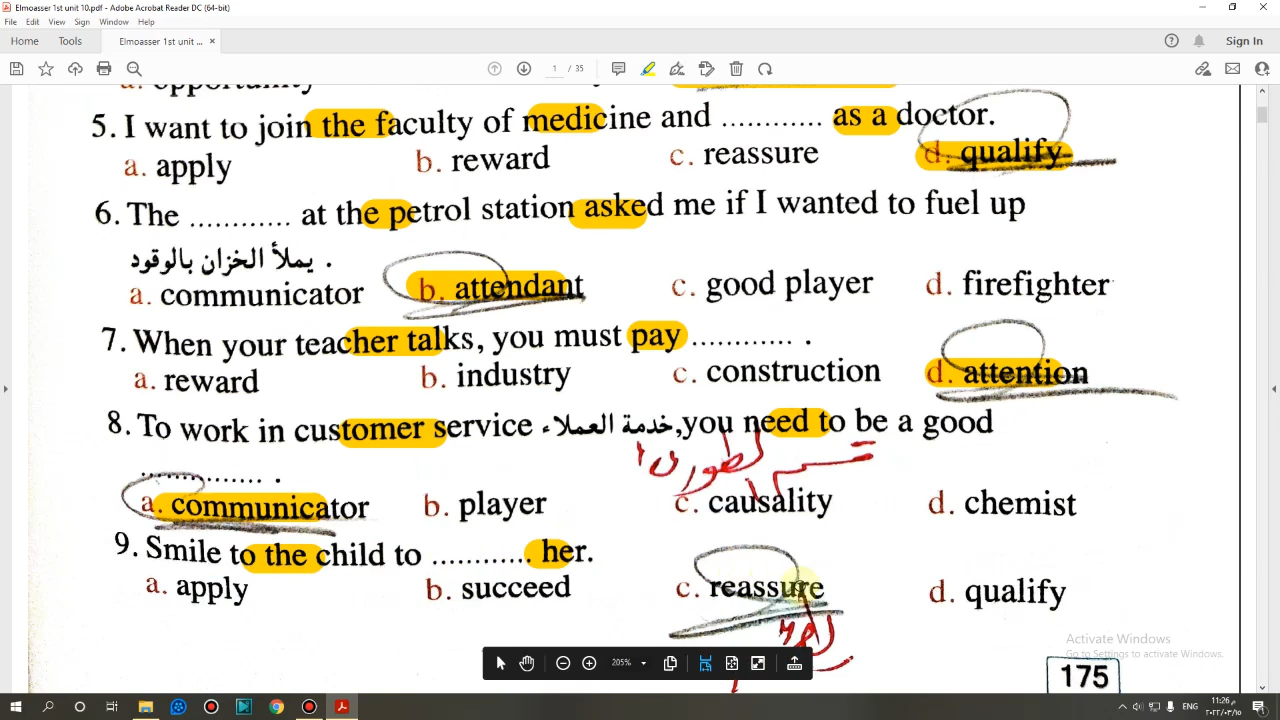 Elmoasser 1st unit 10.pdf - Adobe Acrobat Reader DC (64-bit)
File Edit View Sign Window Help
Home Tools Elmoasser 1st unit ... × Sign In
1 / 35
a. opportunity
5. I want to join the faculty of medicine and ............ as a doctor.
a. apply b. reward c. reassure d. qualify
6. The ............ at the petrol station asked me if I wanted to fuel up
يملأ الخزان بالوقود .
a. communicator b. attendant c. good player d. firefighter
7. When your teacher talks, you must pay ............ .
a. reward b. industry c. construction d. attention
8. To work in customer service خدمة العملاء, you need to be a good
............... .
a. communicator b. player c. causality d. chemist
9. Smile to the child to ............ her.
a. apply b. succeed c. reassure d. qualify
Activate Windows
Go to Settings to activate Windows.
205%
175
ENG
11:26 م
٢٠٢٢/٠٢/١٥